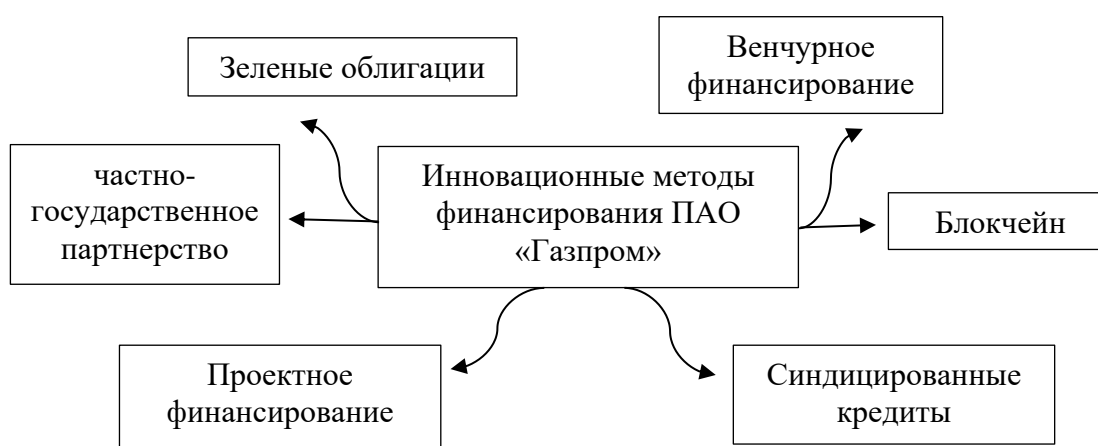 Зеленые облигации
Венчурное
финансирование
частно-
государственное
партнерство
Инновационные методы
финансирования ПАО
«Газпром»
Блокчейн
Проектное
финансирование
Синдицированные
кредиты